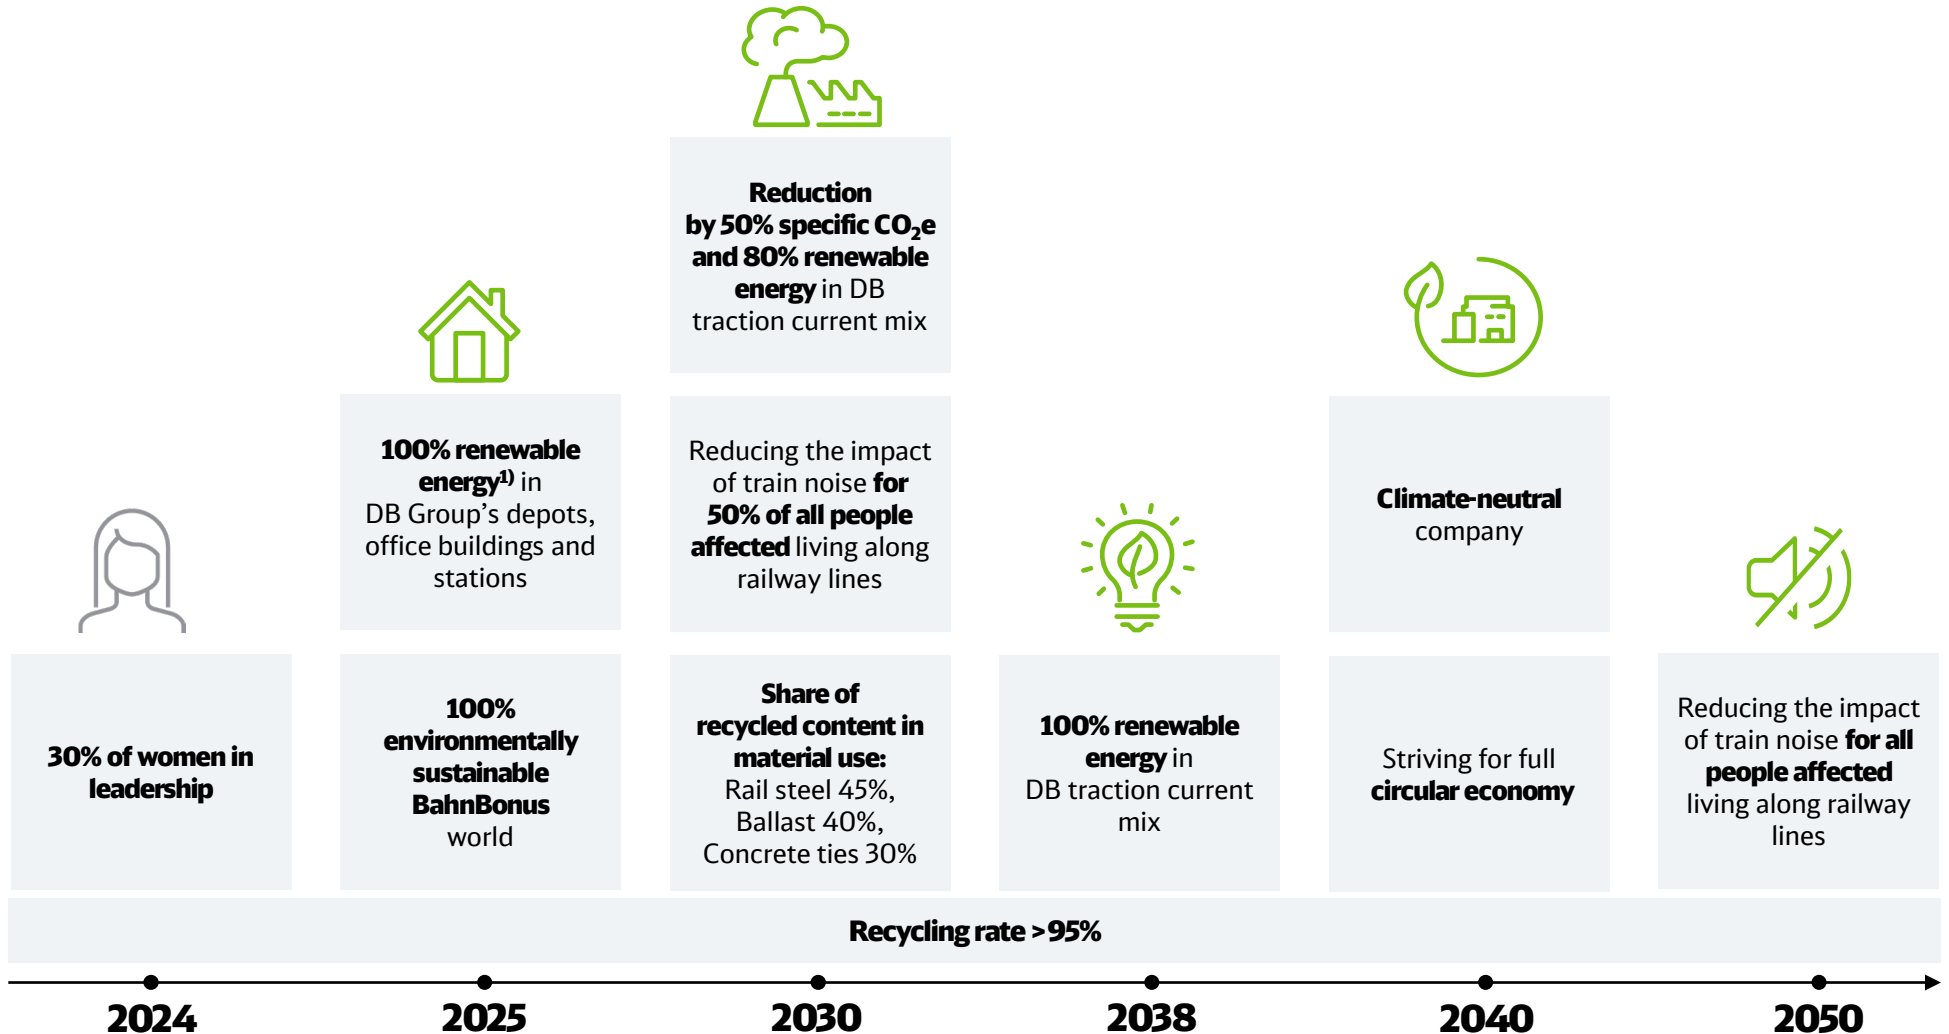 30% of women in
leadership
100% renewable
energy1) in
DB Group's depots,
office buildings and
stations
100%
environmentally
sustainable
BahnBonus
world
Reduction
by 50% specific CO₂e
and 80% renewable
energy in DB
traction current mix
Reducing the impact
of train noise for
50% of all people
affected living along
railway lines
Share of
recycled content in
material use:
Rail steel 45%,
Ballast 40%,
Concrete ties 30%
100% renewable
energy in
DB traction current
mix
Climate-neutral
company
Striving for full
circular economy
Reducing the impact
of train noise for all
people affected
living along railway
lines
Recycling rate >95%
2024
2025
2030
2038
2040
2050